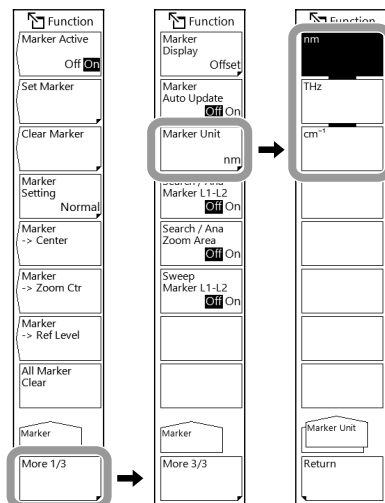 Function
Marker Active
Off On
Set Marker
Clear Marker
Marker
Setting
Normal
Marker
-> Center
Marker
-> Zoom Ctr
Marker
-> Ref Level
All Marker
Clear
Marker
More 1/3
Function
Marker
Display
Offset
Marker
Auto Update
Off On
Marker Unit
nm
Search / Ana
Marker L1-L2
Off On
Search / Ana
Zoom Area
Off On
Sweep
Marker L1-L2
Off On
Marker
More 3/3
Function
nm
THz
cm⁻¹
Marker Unit
Return